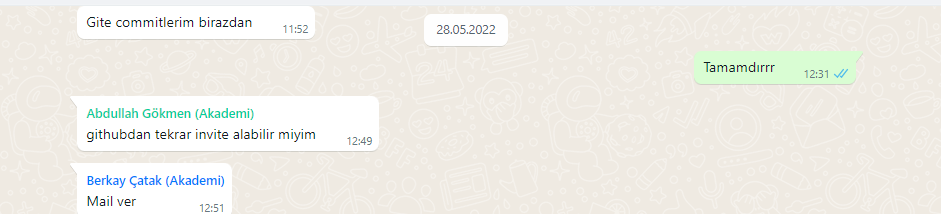 Gite commitlerim birazdan
11:52
28.05.2022
Tamamdırrr
12:31
Abdullah Gökmen (Akademi)
githubdan tekrar invite alabilir miyim
12:49
Berkay Çatak (Akademi)
Mail ver
12:51